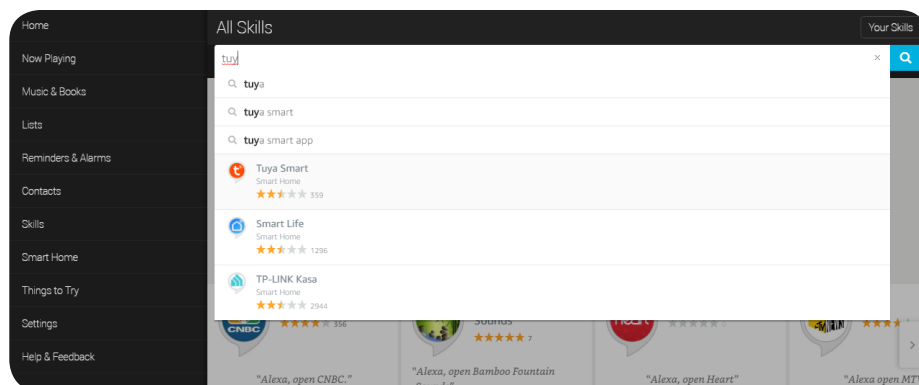 Home
All Skills
Your Skills
Now Playing
tuy
×
Music & Books
tuya
tuya smart
Lists
tuya smart app
Reminders & Alarms
Tuya Smart
Smart Home
359
Contacts
Skills
Smart Life
Smart Home
1296
Smart Home
Things to Try
TP-LINK Kasa
Smart Home
2944
Settings
CNBC
356
Sounds
7
Help & Feedback
"Alexa, open CNBC."
"Alexa, open Bamboo Fountain
"Alexa, open Heart"
"Alexa open MT